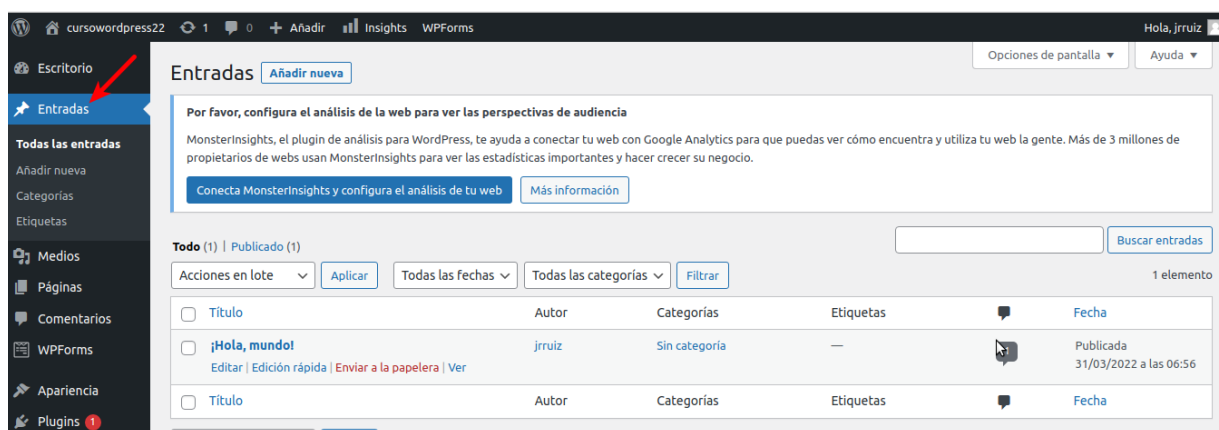 cursowordpress22 1 0 + Añadir Insights WPForms Hola, jrruiz
Escritorio
Entradas
Todas las entradas
Añadir nueva
Categorías
Etiquetas
Medios
Páginas
Comentarios
WPForms
Apariencia
Plugins 1
Opciones de pantalla Ayuda
Entradas Añadir nueva
Por favor, configura el análisis de la web para ver las perspectivas de audiencia
MonsterInsights, el plugin de análisis para WordPress, te ayuda a conectar tu web con Google Analytics para que puedas ver cómo encuentra y utiliza tu web la gente. Más de 3 millones de
propietarios de webs usan MonsterInsights para ver las estadísticas importantes y hacer crecer su negocio.
Conecta MonsterInsights y configura el análisis de tu web Más información
Todo (1) | Publicado (1)
Buscar entradas
Acciones en lote Aplicar Todas las fechas Todas las categorías Filtrar 1 elemento
Título Autor Categorías Etiquetas Fecha
¡Hola, mundo! jrruiz Sin categoría — Publicada
Editar | Edición rápida | Enviar a la papelera | Ver 31/03/2022 a las 06:56
Título Autor Categorías Etiquetas Fecha